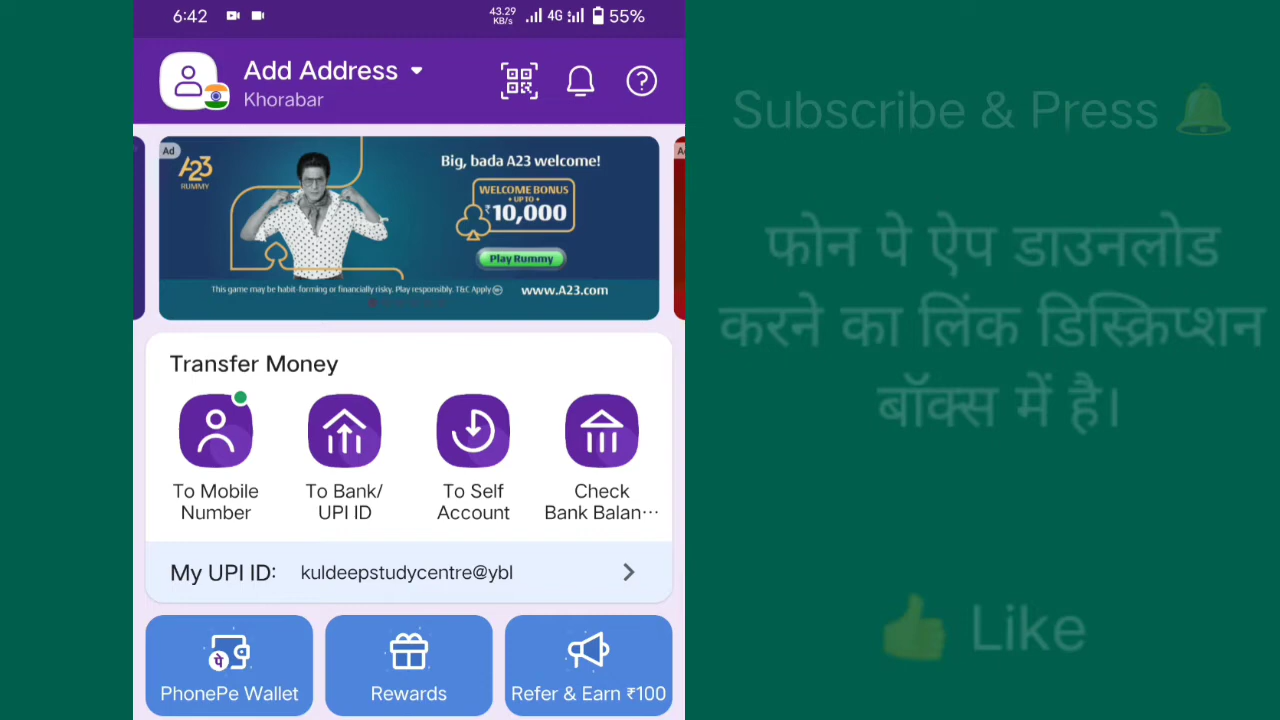 6:42
43.29
KB/s
4G
55%
Add Address
Khorabar
Ad
A23
RUMMY
Big, bada A23 welcome!
WELCOME BONUS
UP TO
₹10,000
Play Rummy
This game may be habit-forming or financially risky. Play responsibly. T&C Apply
www.A23.com
Transfer Money
To Mobile
Number
To Bank/
UPI ID
To Self
Account
Check
Bank Balan···
My UPI ID:
kuldeepstudycentre@ybl
पे
PhonePe Wallet
Rewards
Refer & Earn ₹100
Subscribe & Press
फोन पे ऐप डाउनलोड
करने का लिंक डिस्क्रिप्शन
बॉक्स में है।
Like